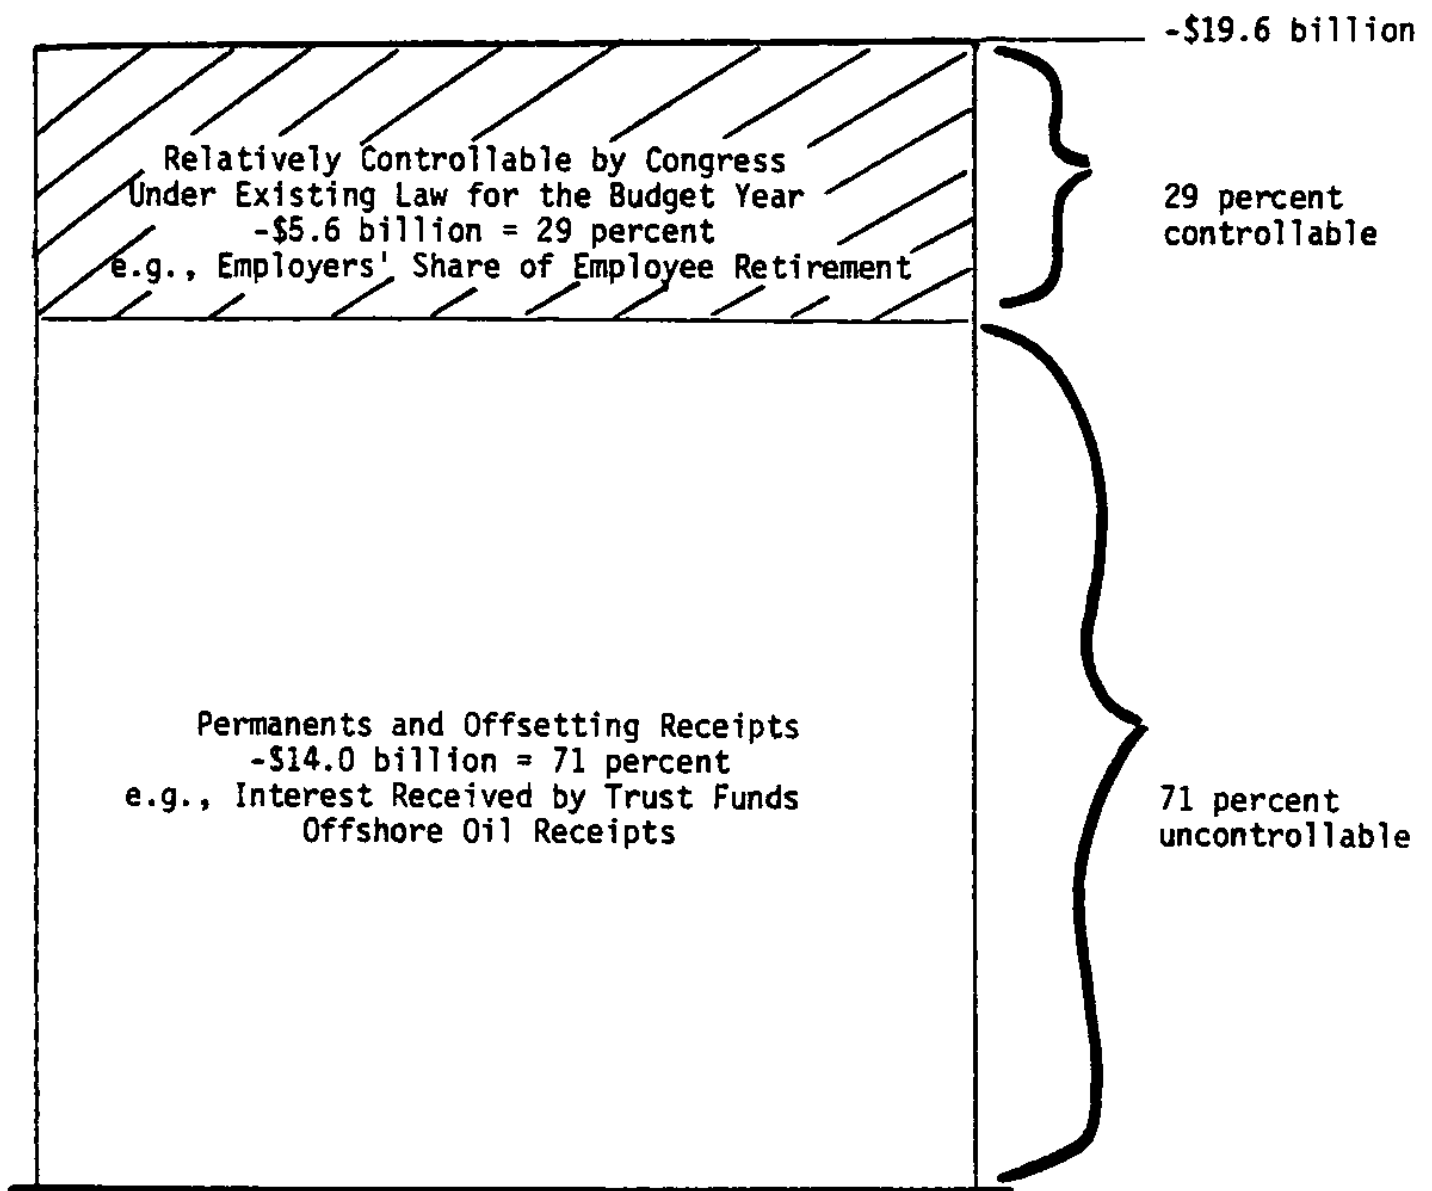 -$19.6 billion
Relatively Controllable by Congress
Under Existing Law for the Budget Year
-$5.6 billion = 29 percent
e.g., Employers' Share of Employee Retirement
29 percent
controllable
Permanents and Offsetting Receipts
-$14.0 billion = 71 percent
e.g., Interest Received by Trust Funds
Offshore Oil Receipts
71 percent
uncontrollable